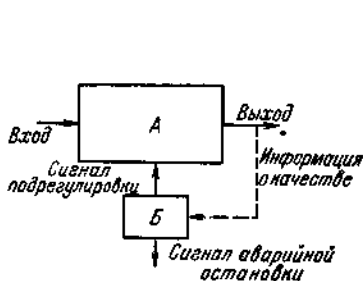 Вход
А
Выход
Сигнал
подрегулировки
Информация
о качестве
Б
Сигнал аварийной
остановки